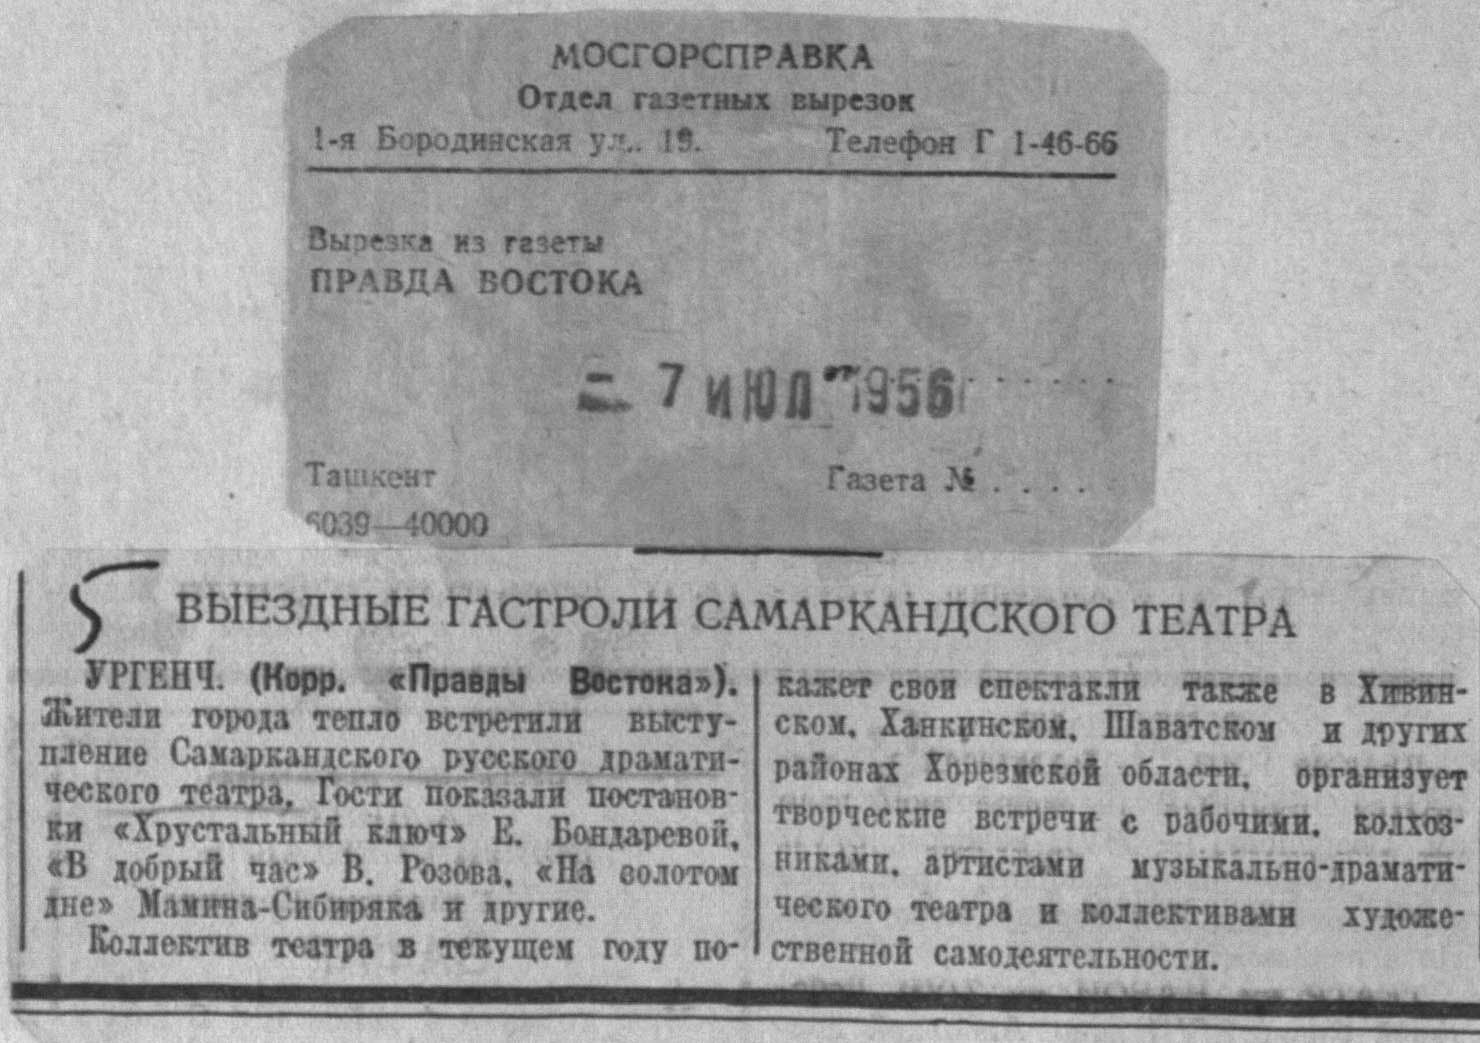 МОСГОРСПРАВКА
Отдел газетных вырезок
1-я Бородинская ул., 19. Телефон Г 1-46-66
Вырезка из газеты
ПРАВДА ВОСТОКА
7 ИЮЛ 1956
Ташкент Газета № . . . .
6039—40000
5
ВЫЕЗДНЫЕ ГАСТРОЛИ САМАРКАНДСКОГО ТЕАТРА
УРГЕНЧ. (Корр. «Правды Востока»).
Жители города тепло встретили высту-
пление Самаркандского русского драмати-
ческого театра. Гости показали постанов-
ки «Хрустальный ключ» Е. Бондаревой,
«В добрый час» В. Розова, «На золотом
дне» Мамина-Сибиряка и другие.
Коллектив театра в текущем году по-
кажет свои спектакли также в Хивин-
ском, Ханкинском, Шаватском и других
районах Хорезмской области, организует
творческие встречи с рабочими, колхоз-
никами, артистами музыкально-драмати-
ческого театра и коллективами художе-
ственной самодеятельности.